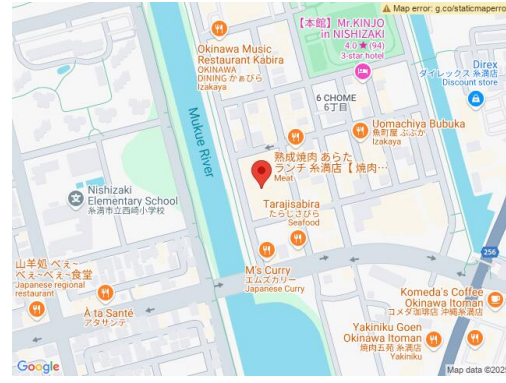 Map error: g.co/staticmaperro
【本館】Mr.KINJO
in NISHIZAKI
4.0 ★ (94)
3-star hotel
Okinawa Music
Restaurant Kabira
OKINAWA
DINING かぁびら
Izakaya
Direx
ダイレックス 糸満店
Discount store
6 CHOME
6丁目
Uomachiya Bubuka
魚町屋 ぶぶか
Izakaya
Mukue River
熟成焼肉 あらた
ランチ 糸満店【 焼肉…
Meat
Nishizaki
Elementary School
糸満市立西崎小学校
Tarajisabira
たらじさびら
Seafood
山羊処 べぇ~
べぇ~べぇ~食堂
Japanese regional
restaurant
M's Curry
エムズカリー
Japanese Curry
256
À ta Santé
アタサンテ
Komeda's Coffee
Okinawa Itoman
コメダ珈琲店 沖縄糸満店
Yakiniku Goen
Okinawa Itoman
焼肉五苑 糸満店
Yakiniku
Google
Map data ©2025